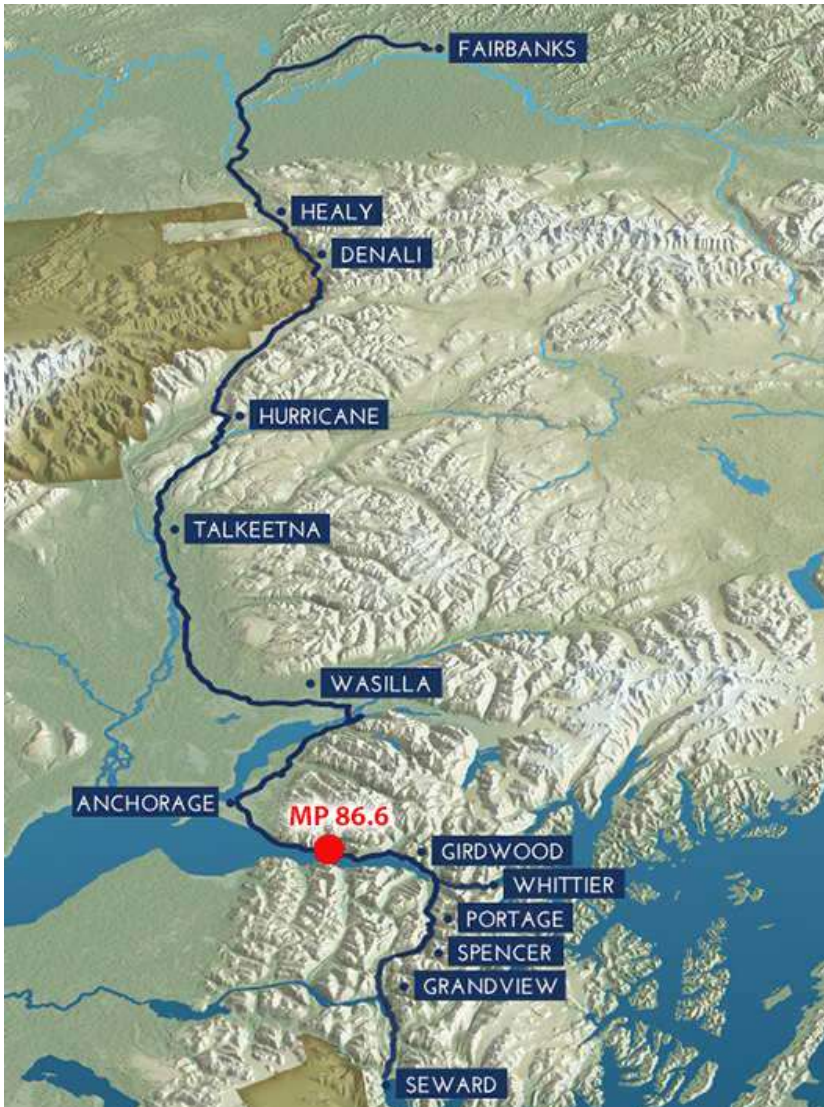 FAIRBANKS
HEALY
DENALI
HURRICANE
TALKEETNA
WASILLA
ANCHORAGE
MP 86.6
GIRDWOOD
WHITTIER
PORTAGE
SPENCER
GRANDVIEW
SEWARD